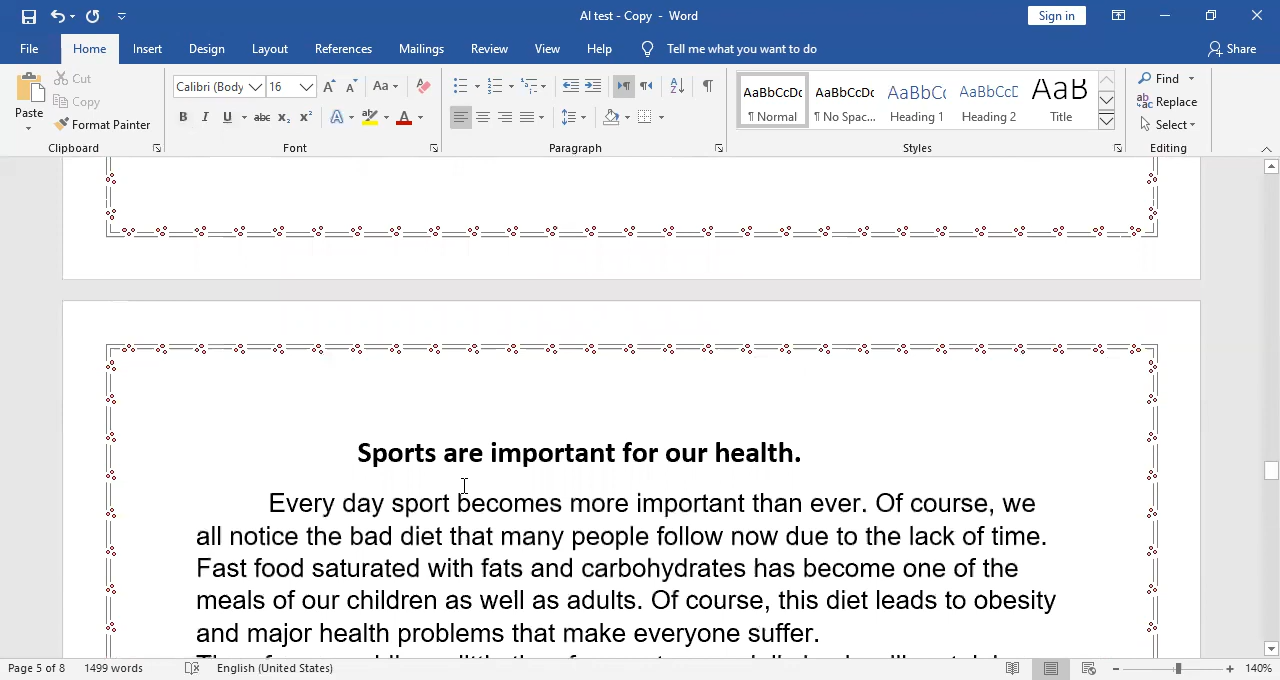 AI test - Copy - Word
Sign in
File Home Insert Design Layout References Mailings Review View Help Tell me what you want to do Share
Paste
Cut
Copy
Format Painter
Clipboard
Calibri (Body 16
Aa
B I U abc x₂ x² A ab A
Font
A Z
Paragraph
AaBbCcDc AaBbCcDc AaBbCc AaBbCcD AaB
¶ Normal ¶ No Spac... Heading 1 Heading 2 Title
Styles
Find
Replace
Select
Editing
Sports are important for our health.
Every day sport becomes more important than ever. Of course, we
all notice the bad diet that many people follow now due to the lack of time.
Fast food saturated with fats and carbohydrates has become one of the
meals of our children as well as adults. Of course, this diet leads to obesity
and major health problems that make everyone suffer.
Page 5 of 8 1499 words English (United States) 140%